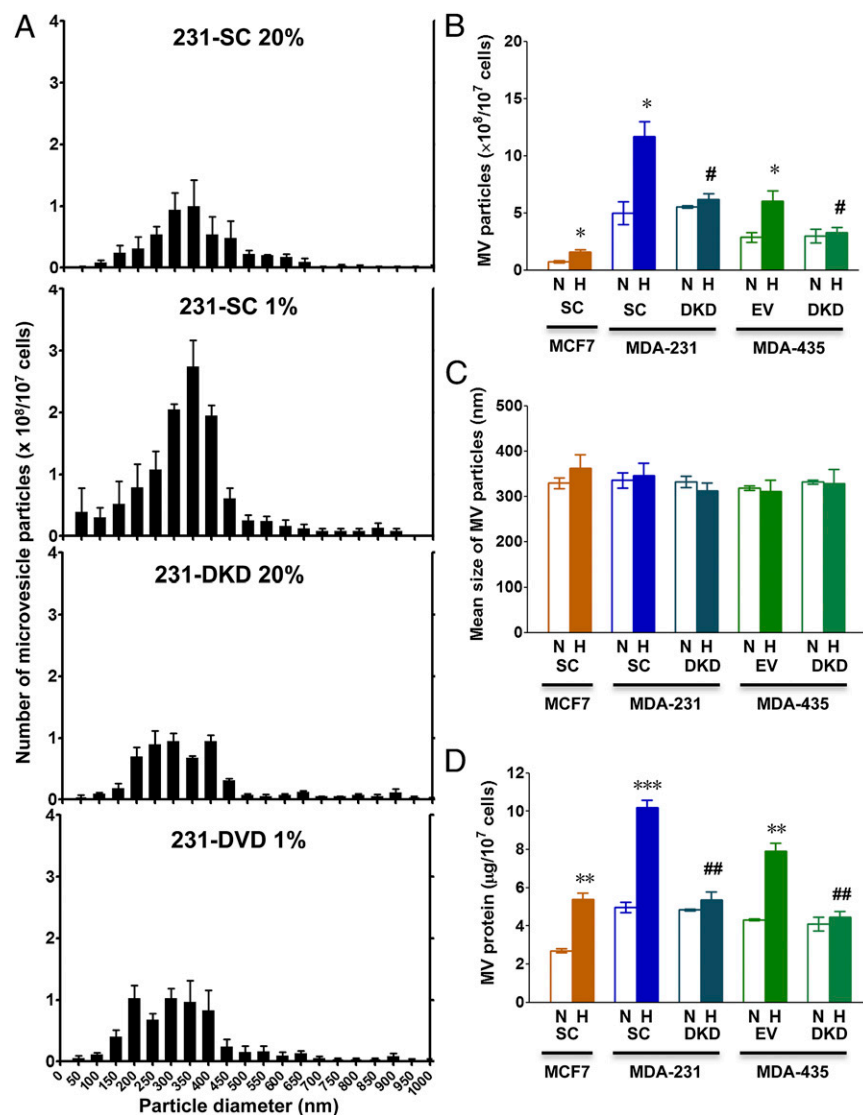 A
231-SC 20%
4
3
2
1
0
231-SC 1%
4
3
2
1
0
231-DKD 20%
4
3
2
1
0
231-DVD 1%
4
3
2
1
0
Number of microvesicle particles (x 10⁸/10⁷ cells)
0 50 100 150 200 250 300 350 400 450 500 550 600 650 700 750 800 850 900 950 1000
Particle diameter (nm)
B
MV particles (×10⁸/10⁷ cells)
20
15
10
5
0
* * # * #
N H N H N H N H N H
SC SC DKD EV DKD
MCF7 MDA-231 MDA-435
C
Mean size of MV particles (nm)
500
400
300
200
100
0
N H N H N H N H N H
SC SC DKD EV DKD
MCF7 MDA-231 MDA-435
D
MV protein (µg/10⁷ cells)
12
10
8
6
4
2
0
** *** ## ** ##
N H N H N H N H N H
SC SC DKD EV DKD
MCF7 MDA-231 MDA-435